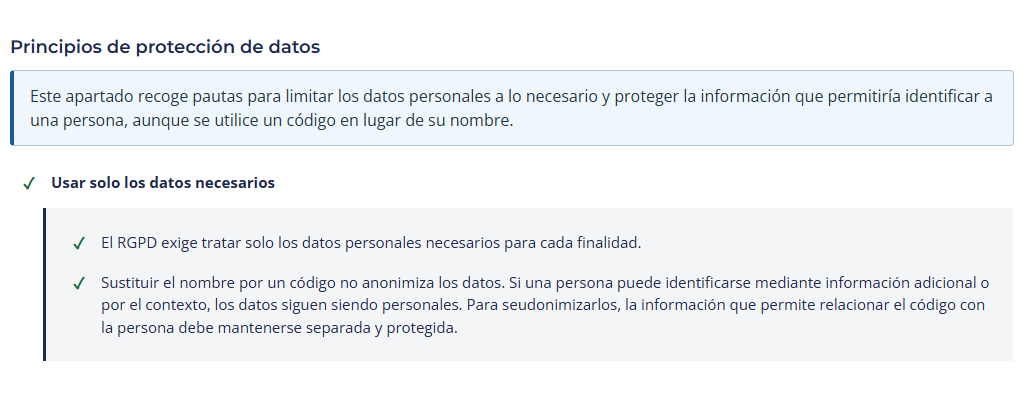 Principios de protección de datos
Este apartado recoge pautas para limitar los datos personales a lo necesario y proteger la información que permitiría identificar a
una persona, aunque se utilice un código en lugar de su nombre.
Usar solo los datos necesarios
El RGPD exige tratar solo los datos personales necesarios para cada finalidad.
Sustituir el nombre por un código no anonimiza los datos. Si una persona puede identificarse mediante información adicional o
por el contexto, los datos siguen siendo personales. Para seudonimizarlos, la información que permite relacionar el código con
la persona debe mantenerse separada y protegida.